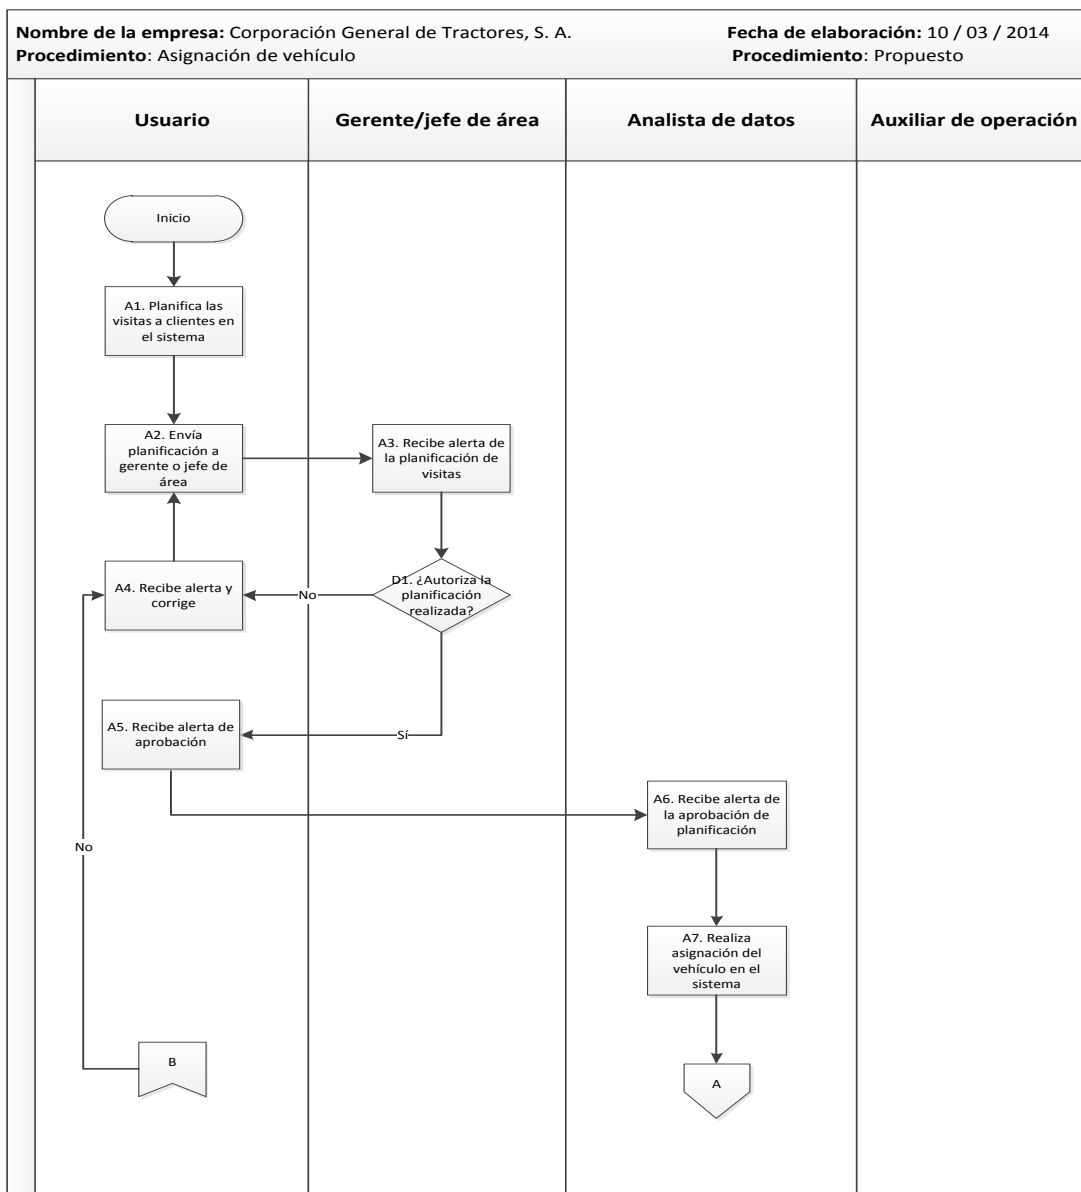 Nombre de la empresa: Corporación General de Tractores, S. A.
Fecha de elaboración: 10 / 03 / 2014
Procedimiento: Asignación de vehículo
Procedimiento: Propuesto
Usuario
Gerente/jefe de área
Analista de datos
Auxiliar de operación
Inicio
A1. Planifica las
visitas a clientes en
el sistema
A2. Envía
planificación a
gerente o jefe de
área
A3. Recibe alerta de
la planificación de
visitas
D1. ¿Autoriza la
planificación
realizada?
No
A4. Recibe alerta y
corrige
Sí
A5. Recibe alerta de
aprobación
A6. Recibe alerta de
la aprobación de
planificación
No
A7. Realiza
asignación del
vehículo en el
sistema
B
A